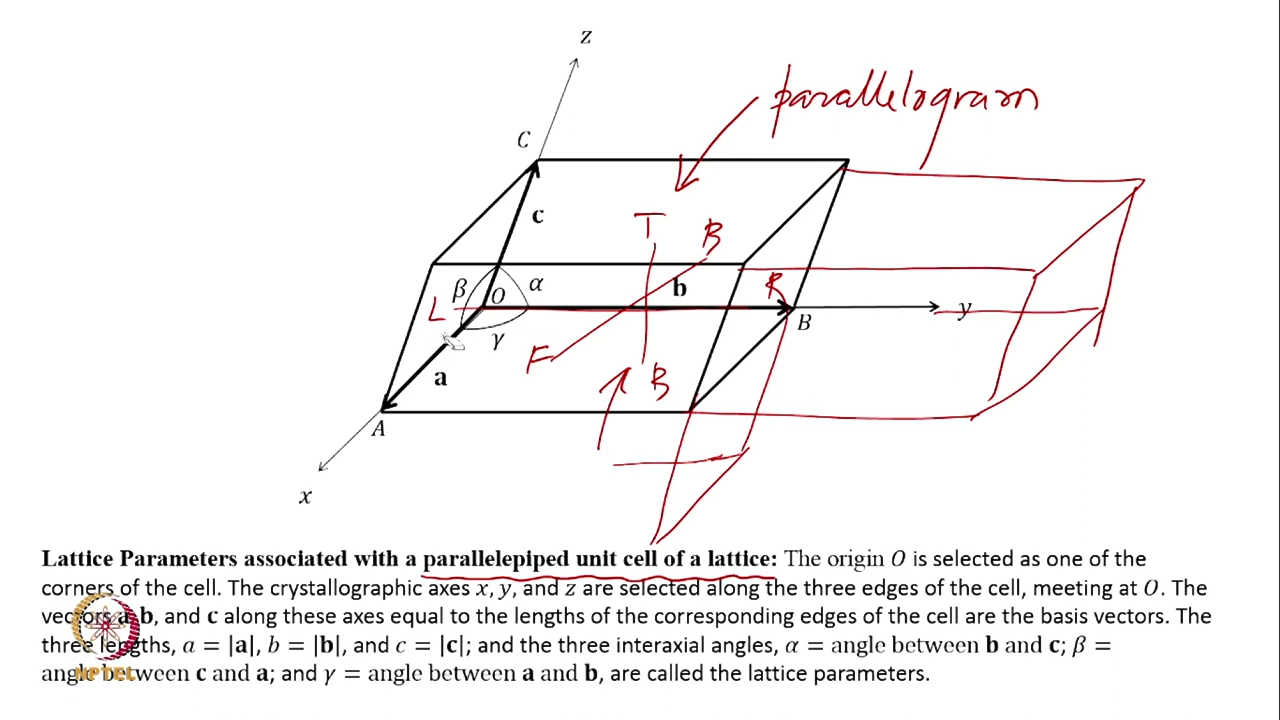 z
parallelogram
C
c
T
B
β
O
α
b
R
L
y
B
γ
F
a
B
A
x
Lattice Parameters associated with a parallelepiped unit cell of a lattice: The origin O is selected as one of the
corners of the cell. The crystallographic axes x, y, and z are selected along the three edges of the cell, meeting at O. The
vectors a, b, and c along these axes equal to the lengths of the corresponding edges of the cell are the basis vectors. The
three lengths, a = |a|, b = |b|, and c = |c|; and the three interaxial angles, α = angle between b and c; β =
angle between c and a; and γ = angle between a and b, are called the lattice parameters.
NPTEL